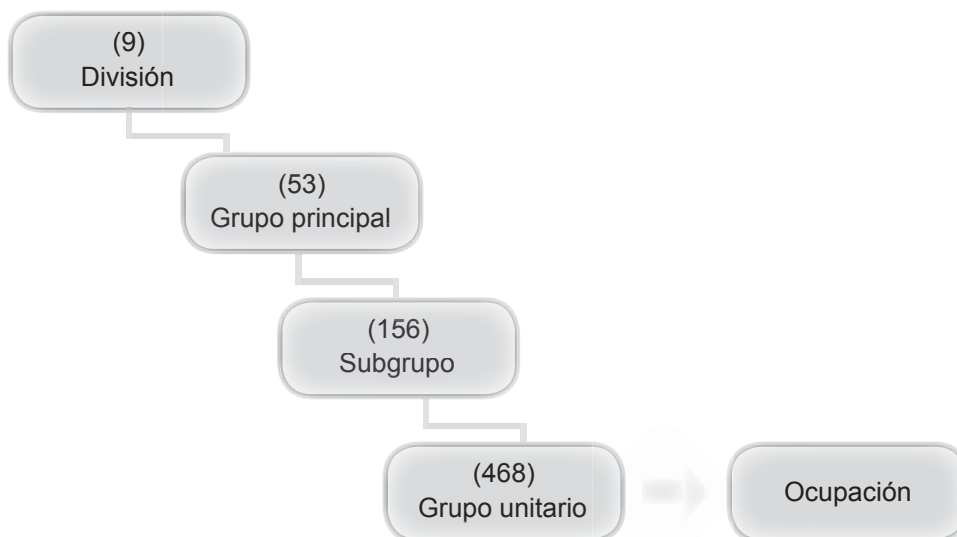 (9)
División
(53)
Grupo principal
(156)
Subgrupo
(468)
Grupo unitario
Ocupación